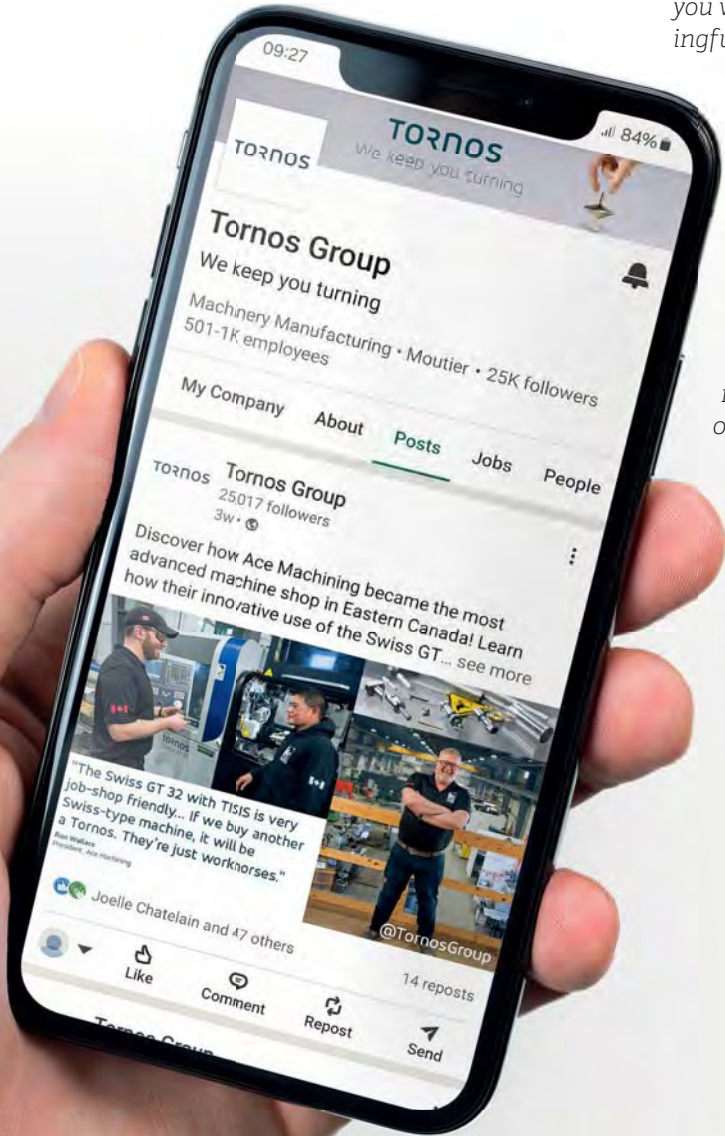 you
ingfu
09:27
84%
TORNOS
We keep you turning
TORNOS
Tornos Group
We keep you turning
Machinery Manufacturing • Moutier • 25K followers
501-1K employees
My Company
About
Posts
Jobs
People
TORNOS
Tornos Group
25017 followers
3w •
Discover how Ace Machining became the most
advanced machine shop in Eastern Canada! Learn
how their innovative use of the Swiss GT... see more
TORNOS
"The Swiss GT 32 with TISIS is very
job-shop friendly... If we buy another
Swiss-type machine, it will be
a Tornos. They're just workhorses."
Ron Wallace
President, Ace Machining
@TornosGroup
Joelle Chatelain and 47 others
14 reposts
Like
Comment
Repost
Send
Tornos Group